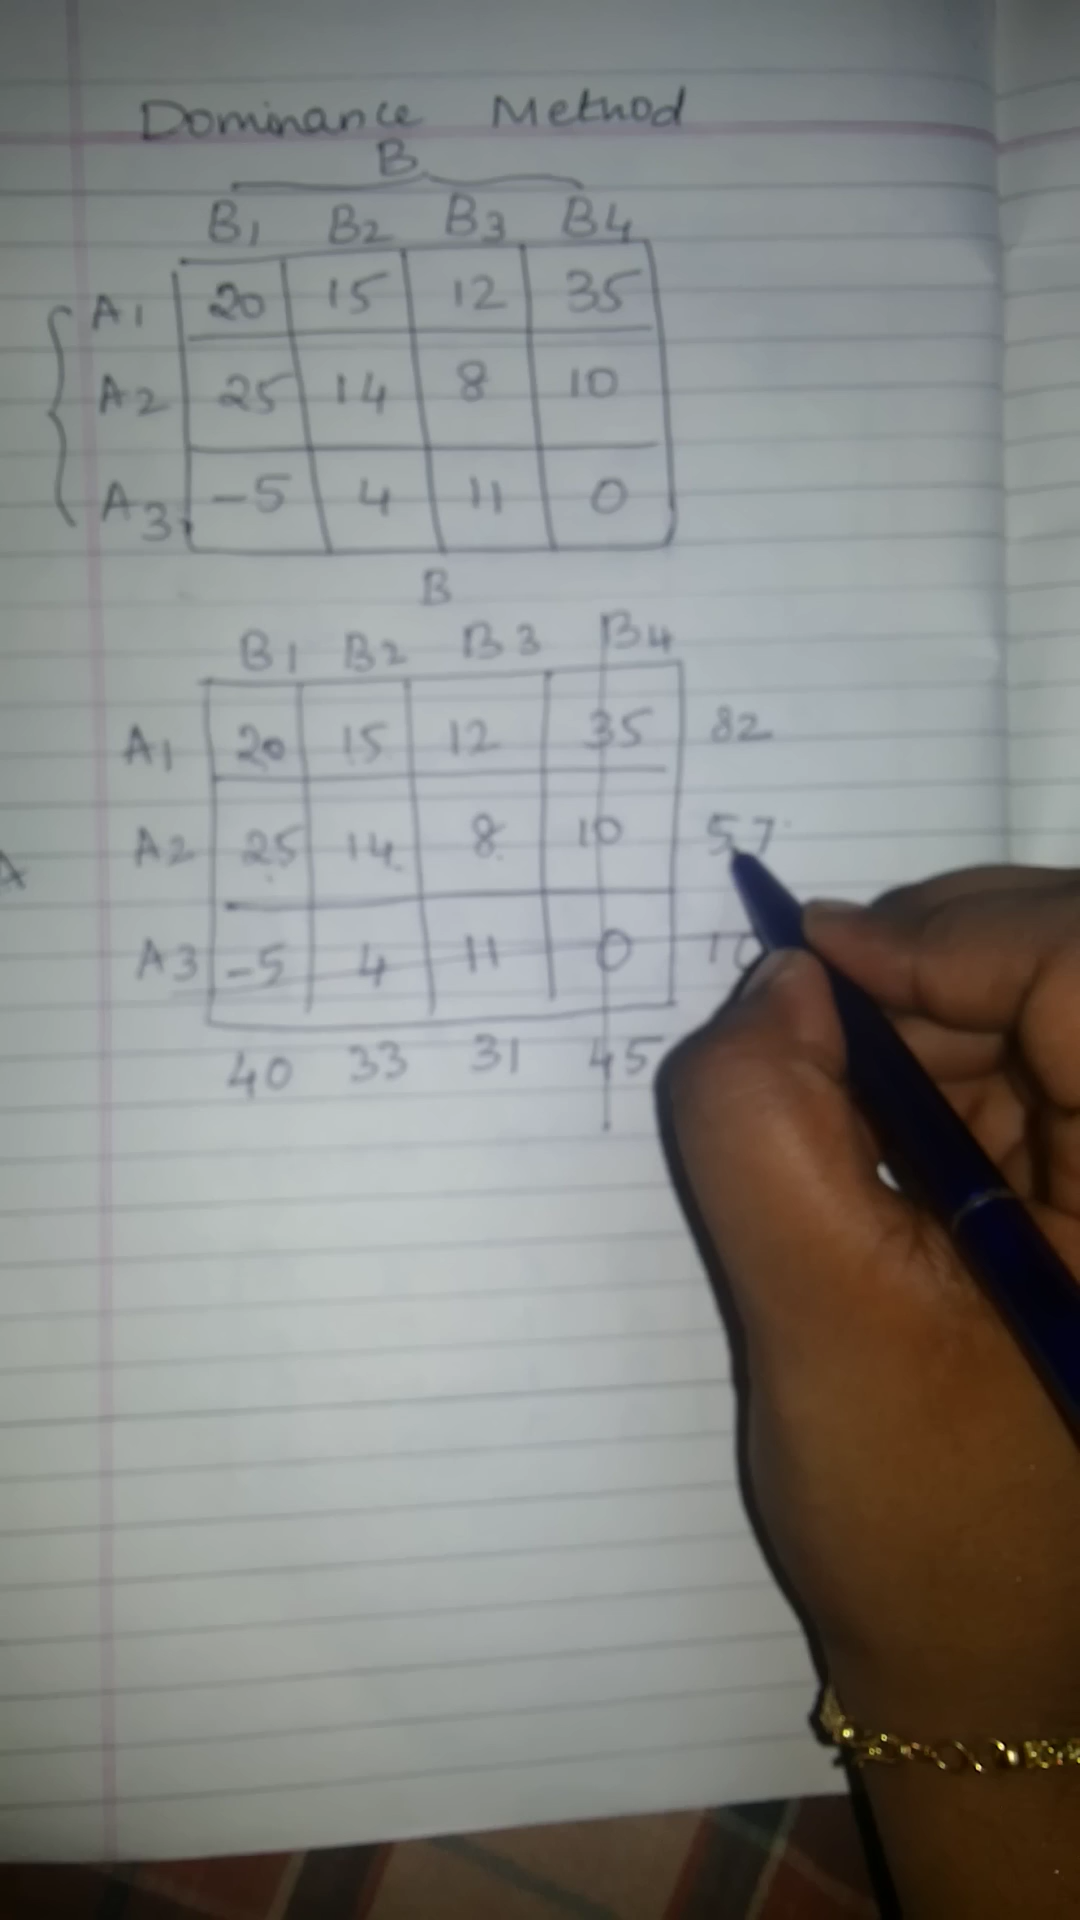 Dominance Method
B
B1 B2 B3 B4
A1 20 15 12 35
A2 25 14 8 10
A3 -5 4 11 0
B
B1 B2 B3 B4
A1 20 15 12 35 82
A2 25 14 8 10 57
A
A3 -5 4 11 0 10
40 33 31 45